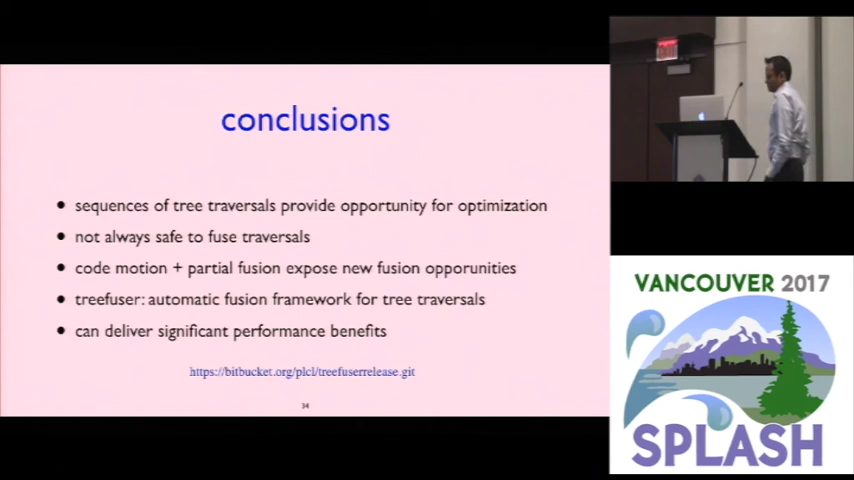 conclusions
sequences of tree traversals provide opportunity for optimization
not always safe to fuse traversals
code motion + partial fusion expose new fusion opporunities
treefuser: automatic fusion framework for tree traversals
can deliver significant performance benefits
https://bitbucket.org/plcl/treefuserrelease.git
34
VANCOUVER 2017
SPLASH